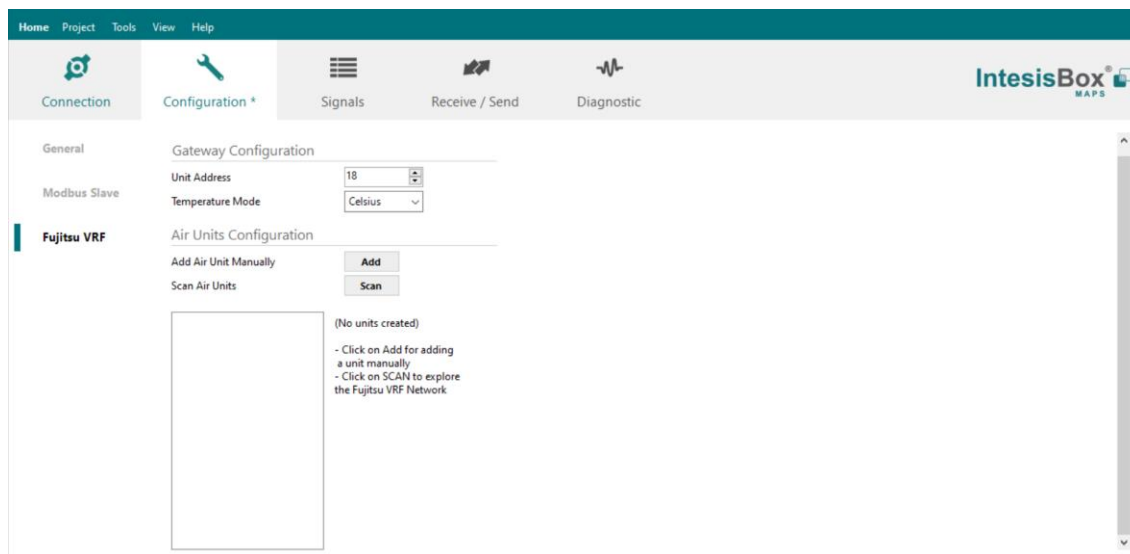 Home Project Tools View Help
Connection
Configuration *
Signals
Receive / Send
Diagnostic
IntesisBox®
MAPS
General
Modbus Slave
Fujitsu VRF
Gateway Configuration
Unit Address 18
Temperature Mode Celsius
Air Units Configuration
Add Air Unit Manually Add
Scan Air Units Scan
(No units created)
- Click on Add for adding
a unit manually
- Click on SCAN to explore
the Fujitsu VRF Network